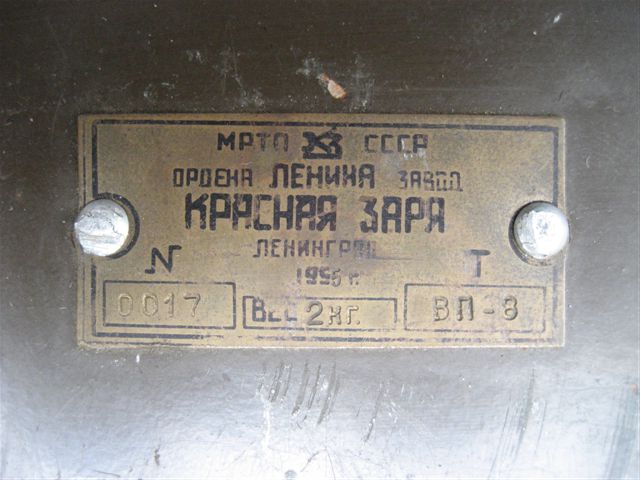 МРТП СССР
ОРДЕНА ЛЕНИНА ЗАВОД
КРАСНАЯ ЗАРЯ
ЛЕНИНГРАД
1955 г.
N Т
0017 ВЕС 2 КГ. ВП-8